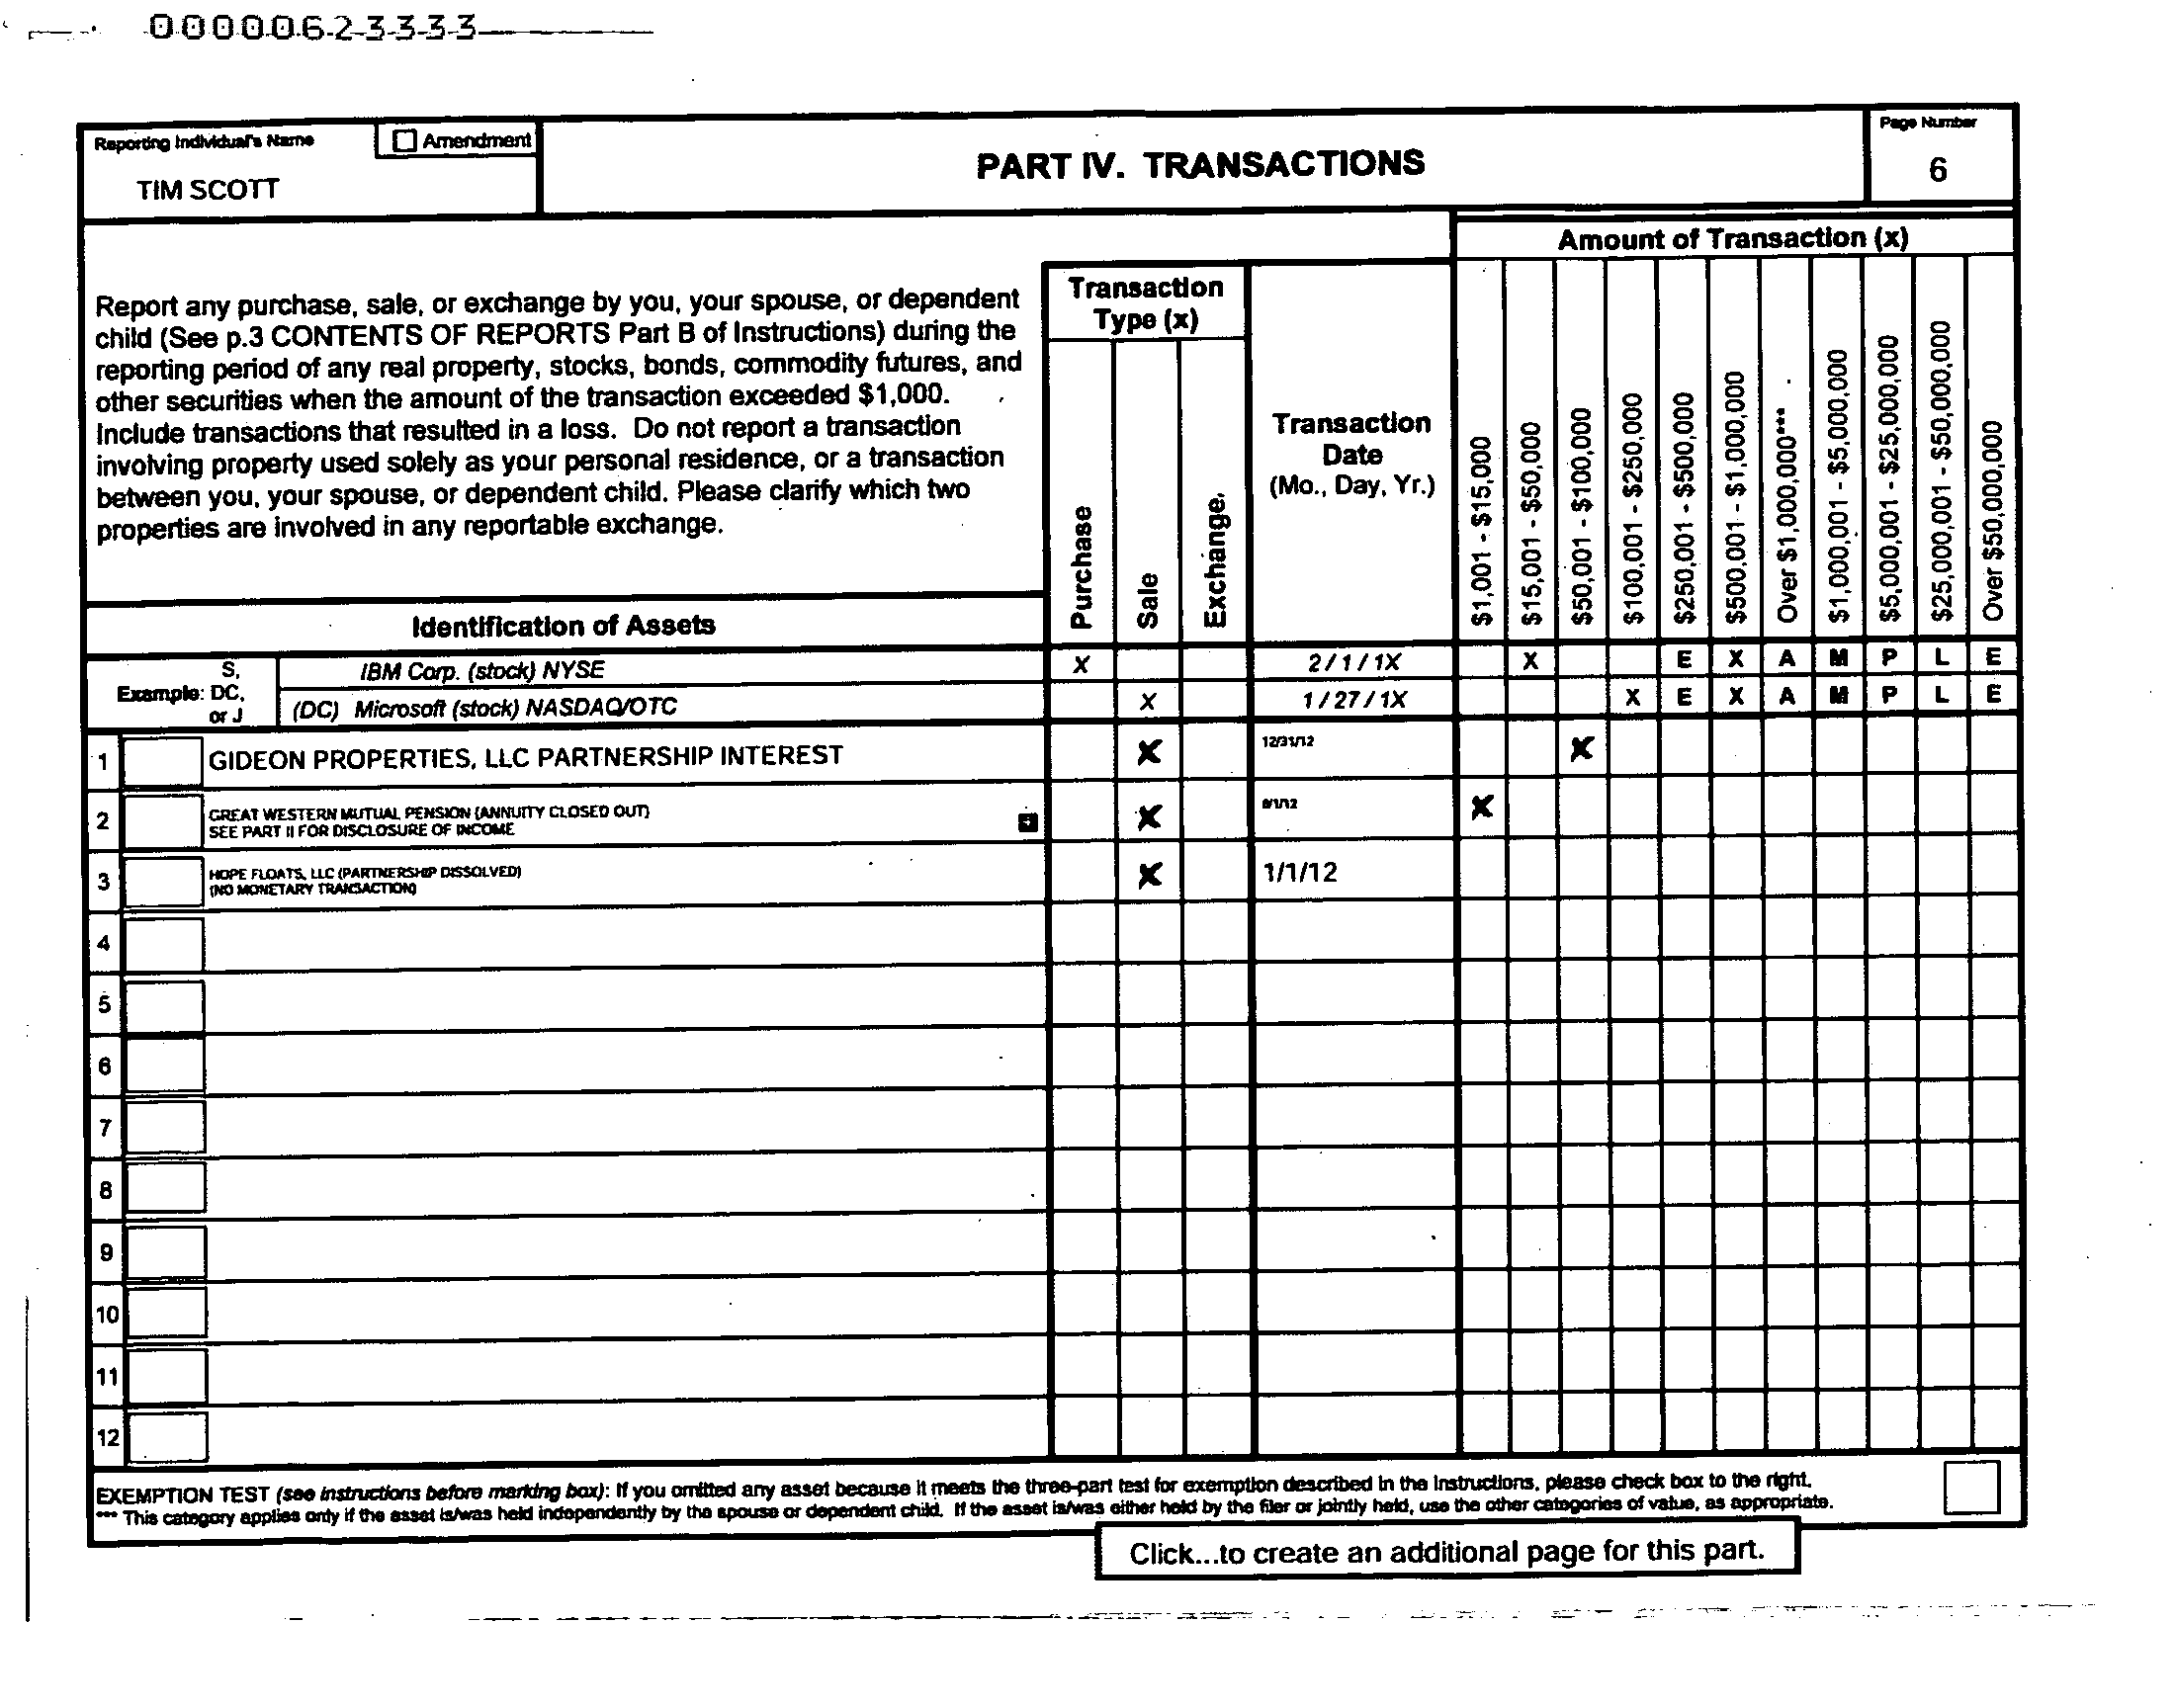 0000062 3333
Reporting Individual's Name
Amendment
TIM SCOTT
PART IV. TRANSACTIONS
Page Number
6
Report any purchase, sale, or exchange by you, your spouse, or dependent
child (See p.3 CONTENTS OF REPORTS Part B of Instructions) during the
reporting period of any real property, stocks, bonds, commodity futures, and
other securities when the amount of the transaction exceeded $1,000.
Include transactions that resulted in a loss. Do not report a transaction
involving property used solely as your personal residence, or a transaction
between you, your spouse, or dependent child. Please clarify which two
properties are involved in any reportable exchange.
Transaction
Type (x)
Purchase
Sale
Exchange
Transaction
Date
(Mo., Day, Yr.)
Amount of Transaction (x)
$1,001 - $15,000
$15,001 - $50,000
$50,001 - $100,000
$100,001 - $250,000
$250,001 - $500,000
$500,001 - $1,000,000
Over $1,000,000***
$1,000,001 - $5,000,000
$5,000,001 - $25,000,000
$25,000,001 - $50,000,000
Over $50,000,000
Identification of Assets
Example: S, DC, or J
IBM Corp. (stock) NYSE X 2 / 1 / 1X X E X A M P L E
(DC) Microsoft (stock) NASDAQ/OTC X 1 / 27 / 1X X E X A M P L E
1 GIDEON PROPERTIES, LLC PARTNERSHIP INTEREST X 12/31/12 X
2 GREAT WESTERN MUTUAL PENSION (ANNUITY CLOSED OUT)
SEE PART II FOR DISCLOSURE OF INCOME X X
3 HOPE FLOATS, LLC (PARTNERSHIP DISSOLVED)
(NO MONETARY TRANSACTION) X 1/1/12
4
5
6
7
8
9
10
11
12
EXEMPTION TEST (see instructions before marking box): If you omitted any asset because it meets the three-part test for exemption described in the instructions, please check box to the right.
*** This category applies only if the asset is/was held independently by the spouse or dependent child. If the asset is/was either held by the filer or jointly held, use the other categories of value, as appropriate.
Click...to create an additional page for this part.